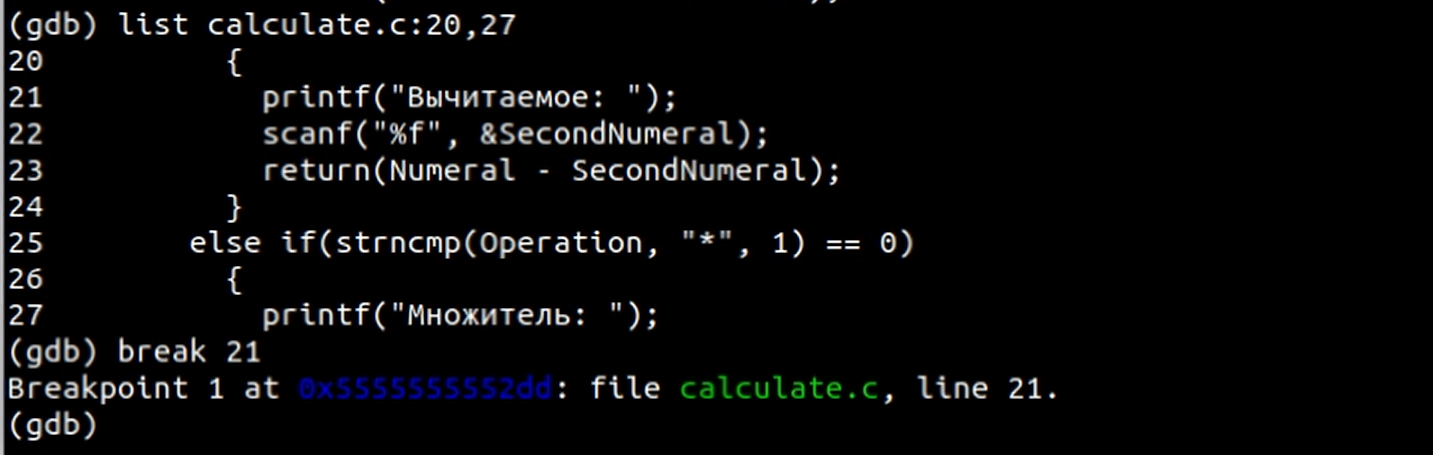 (gdb) list calculate.c:20,27
20          {
21            printf("Вычитаемое: ");
22            scanf("%f", &SecondNumeral);
23            return(Numeral - SecondNumeral);
24          }
25        else if(strncmp(Operation, "*", 1) == 0)
26          {
27            printf("Множитель: ");
(gdb) break 21
Breakpoint 1 at 0x5555555552dd: file calculate.c, line 21.
(gdb)